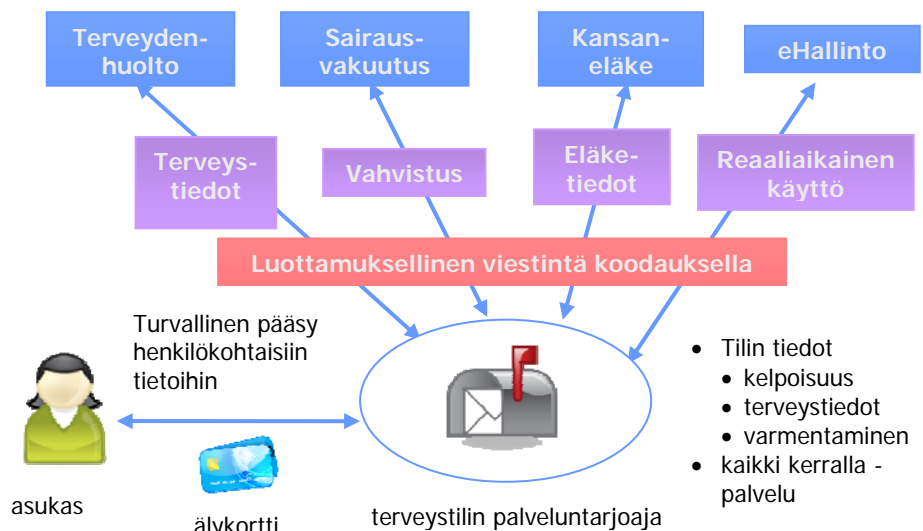 Terveyden-
huolto
Sairaus-
vakuutus
Kansan-
eläke
eHallinto
Terveys-
tiedot
Vahvistus
Eläke-
tiedot
Reaaliaikainen
käyttö
Luottamuksellinen viestintä koodauksella
Turvallinen pääsy
henkilökohtaisiin
tietoihin
• Tilin tiedot
• kelpoisuus
• terveystiedot
• varmentaminen
• kaikki kerralla -
palvelu
asukas
älykortti
terveystilin palveluntarjoaja